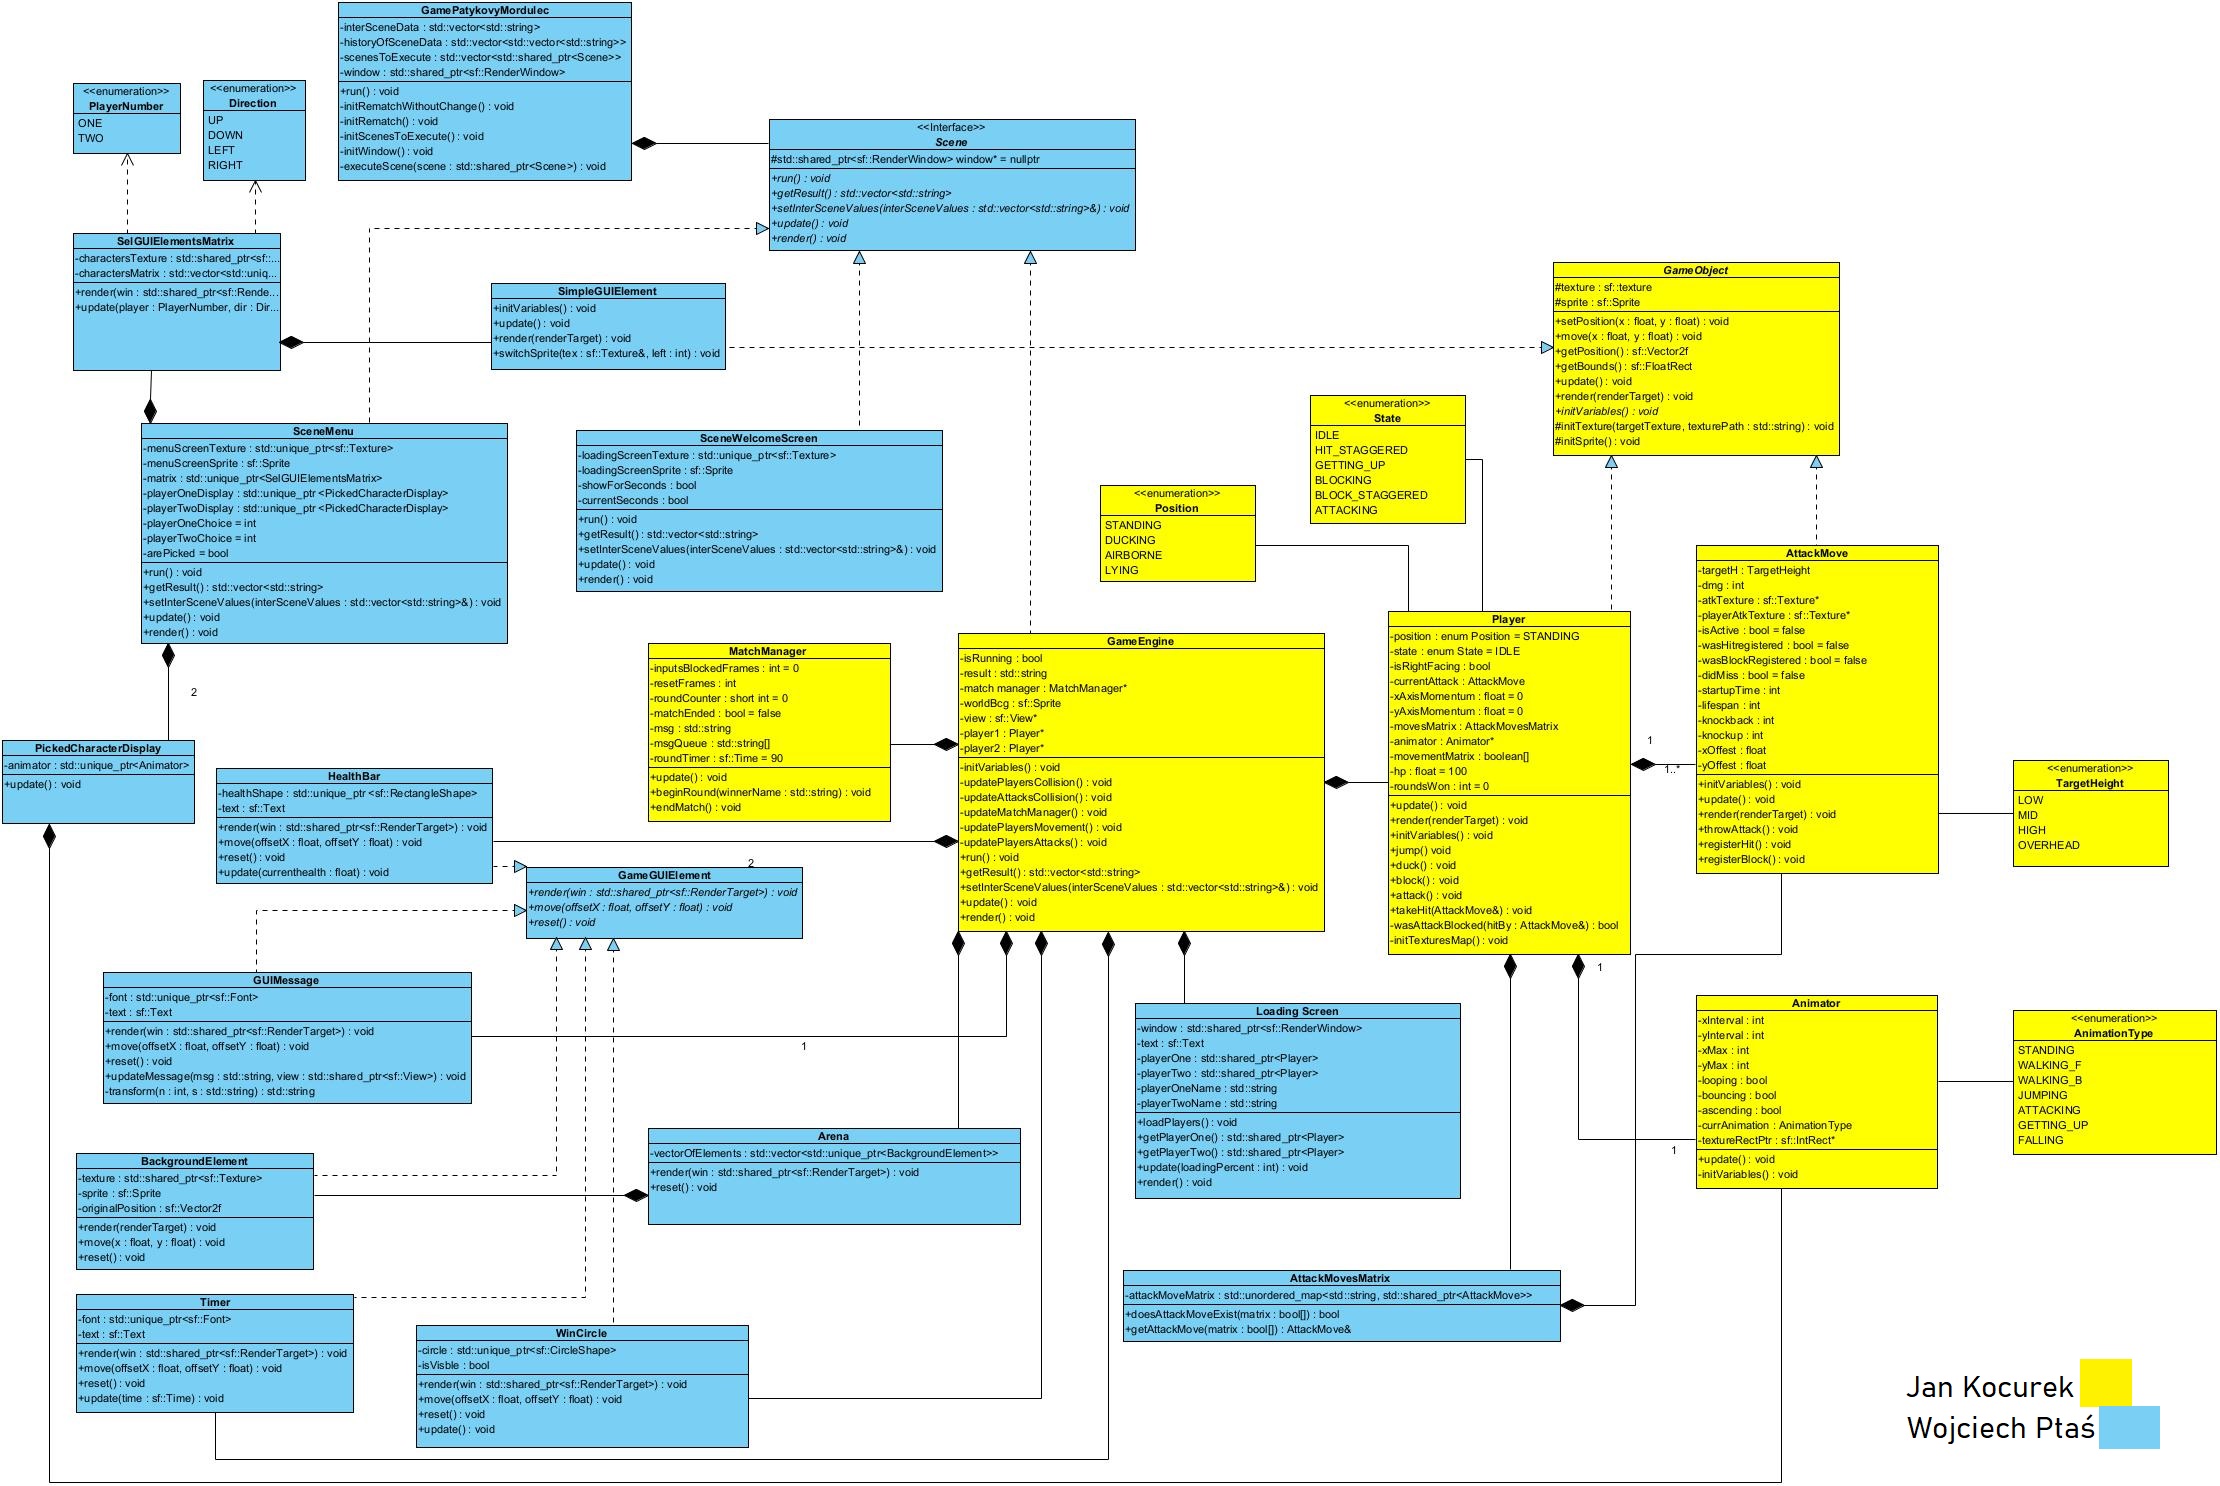 GamePatykovyMordulec
-interSceneData : std::vector<std::string>
-historyOfSceneData : std::vector<std::vector<std::string>>
-scenesToExecute : std::vector<std::shared_ptr<Scene>>
-window : std::shared_ptr<sf::RenderWindow>
+run() : void
-initRematchWithoutChange() : void
-initRematch() : void
-initScenesToExecute() : void
-initWindow() : void
-executeScene(scene : std::shared_ptr<Scene>) : void
<<enumeration>>
PlayerNumber
ONE
TWO
<<enumeration>>
Direction
UP
DOWN
LEFT
RIGHT
<<Interface>>
Scene
#std::shared_ptr<sf::RenderWindow> window* = nullptr
+run() : void
+getResult() : std::vector<std::string>
+setInterSceneValues(interSceneValues : std::vector<std::string>&) : void
+update() : void
+render() : void
SelGUIElementsMatrix
-charactersTexture : std::shared_ptr<sf::...
-charactersMatrix : std::vector<std::uniq...
+render(win : std::shared_ptr<sf::Rende...
+update(player : PlayerNumber, dir : Dir...
SimpleGUIElement
+initVariables() : void
+update() : void
+render(renderTarget) : void
+switchSprite(tex : sf::Texture&, left : int) : void
GameObject
#texture : sf::texture
#sprite : sf::Sprite
+setPosition(x : float, y : float) : void
+move(x : float, y : float) : void
+getPosition() : sf::Vector2f
+getBounds() : sf::FloatRect
+update() : void
+render(renderTarget) : void
+initVariables() : void
#initTexture(targetTexture, texturePath : std::string) : void
#initSprite() : void
<<enumeration>>
State
IDLE
HIT_STAGGERED
GETTING_UP
BLOCKING
BLOCK_STAGGERED
ATTACKING
<<enumeration>>
Position
STANDING
DUCKING
AIRBORNE
LYING
SceneMenu
-menuScreenTexture : std::unique_ptr<sf::Texture>
-menuScreenSprite : sf::Sprite
-matrix : std::unique_ptr<SelGUIElementsMatrix>
-playerOneDisplay : std::unique_ptr <PickedCharacterDisplay>
-playerTwoDisplay : std::unique_ptr <PickedCharacterDisplay>
-playerOneChoice = int
-playerTwoChoice = int
-arePicked = bool
+run() : void
+getResult() : std::vector<std::string>
+setInterSceneValues(interSceneValues : std::vector<std::string>&) : void
+update() : void
+render() : void
2
SceneWelcomeScreen
-loadingScreenTexture : std::unique_ptr<sf::Texture>
-loadingScreenSprite : sf::Sprite
-showForSeconds : bool
-currentSeconds : bool
+run() : void
+getResult() : std::vector<std::string>
+setInterSceneValues(interSceneValues : std::vector<std::string>&) : void
+update() : void
+render() : void
MatchManager
-inputsBlockedFrames : int = 0
-resetFrames : int
-roundCounter : short int = 0
-matchEnded : bool = false
-msg : std::string
-msgQueue : std::string[]
-roundTimer : sf::Time = 90
+update() : void
+beginRound(winnerName : std::string) : void
+endMatch() : void
GameEngine
-isRunning : bool
-result : std::string
-match manager : MatchManager*
-worldBcg : sf::Sprite
-view : sf::View*
-player1 : Player*
-player2 : Player*
-initVariables() : void
-updatePlayersCollision() : void
-updateAttacksCollision() : void
-updateMatchManager() : void
-updatePlayersMovement() : void
-updatePlayersAttacks() : void
+run() : void
+getResult() : std::vector<std::string>
+setInterSceneValues(interSceneValues : std::vector<std::string>&) : void
+update() : void
+render() : void
Player
-position : enum Position = STANDING
-state : enum State = IDLE
-isRightFacing : bool
-currentAttack : AttackMove
-xAxisMomentum : float = 0
-yAxisMomentum : float = 0
-movesMatrix : AttackMovesMatrix
-animator : Animator*
-movementMatrix : boolean[]
-hp : float = 100
-roundsWon : int = 0
+update() : void
+render(renderTarget) : void
+initVariables() : void
+jump() void
+duck() : void
+block() : void
+attack() : void
+takeHit(AttackMove&) : void
-wasAttackBlocked(hitBy : AttackMove&) : bool
-initTexturesMap() : void
1
1..*
AttackMove
-targetH : TargetHeight
-dmg : int
-atkTexture : sf::Texture*
-playerAtkTexture : sf::Texture*
-isActive : bool = false
-wasHitregistered : bool = false
-wasBlockRegistered : bool = false
-didMiss : bool = false
-startupTime : int
-lifespan : int
-knockback : int
-knockup : int
-xOffest : float
-yOffest : float
+initVariables() : void
+update() : void
+render(renderTarget) : void
+throwAttack() : void
+registerHit() : void
+registerBlock() : void
<<enumeration>>
TargetHeight
LOW
MID
HIGH
OVERHEAD
PickedCharacterDisplay
-animator : std::unique_ptr<Animator>
+update() : void
HealthBar
-healthShape : std::unique_ptr <sf::RectangleShape>
-text : sf::Text
+render(win : std::shared_ptr<sf::RenderTarget>) : void
+move(offsetX : float, offsetY : float) : void
+reset() : void
+update(currenthealth : float) : void
2
GameGUIElement
+render(win : std::shared_ptr<sf::RenderTarget>) : void
+move(offsetX : float, offsetY : float) : void
+reset() : void
GUIMessage
-font : std::unique_ptr<sf::Font>
-text : sf::Text
+render(win : std::shared_ptr<sf::RenderTarget>) : void
+move(offsetX : float, offsetY : float) : void
+reset() : void
+updateMessage(msg : std::string, view : std::shared_ptr<sf::View>) : void
-transform(n : int, s : std::string) : std::string
1
Loading Screen
-window : std::shared_ptr<sf::RenderWindow>
-text : sf::Text
-playerOne : std::shared_ptr<Player>
-playerTwo : std::shared_ptr<Player>
-playerOneName : std::string
-playerTwoName : std::string
+loadPlayers() : void
+getPlayerOne() : std::shared_ptr<Player>
+getPlayerTwo() : std::shared_ptr<Player>
+update(loadingPercent : int) : void
+render() : void
1
1
Animator
-xInterval : int
-yInterval : int
-xMax : int
-yMax : int
-looping : bool
-bouncing : bool
-ascending : bool
-currAnimation : AnimationType
-textureRectPtr : sf::IntRect*
+update() : void
-initVariables() : void
<<enumeration>>
AnimationType
STANDING
WALKING_F
WALKING_B
JUMPING
ATTACKING
GETTING_UP
FALLING
BackgroundElement
-texture : std::shared_ptr<sf::Texture>
-sprite : sf::Sprite
-originalPosition : sf::Vector2f
+render(renderTarget) : void
+move(x : float, y : float) : void
+reset() : void
Arena
-vectorOfElements : std::vector<std::unique_ptr<BackgroundElement>>
+render(win : std::shared_ptr<sf::RenderTarget>) : void
+reset() : void
Timer
-font : std::unique_ptr<sf::Font>
-text : sf::Text
+render(win : std::shared_ptr<sf::RenderTarget>) : void
+move(offsetX : float, offsetY : float) : void
+reset() : void
+update(time : sf::Time) : void
WinCircle
-circle : std::unique_ptr<sf::CircleShape>
-isVisble : bool
+render(win : std::shared_ptr<sf::RenderTarget>) : void
+move(offsetX : float, offsetY : float) : void
+reset() : void
+update() : void
AttackMovesMatrix
-attackMoveMatrix : std::unordered_map<std::string, std::shared_ptr<AttackMove>>
+doesAttackMoveExist(matrix : bool[]) : bool
+getAttackMove(matrix : bool[]) : AttackMove&
Jan Kocurek
Wojciech Ptaś